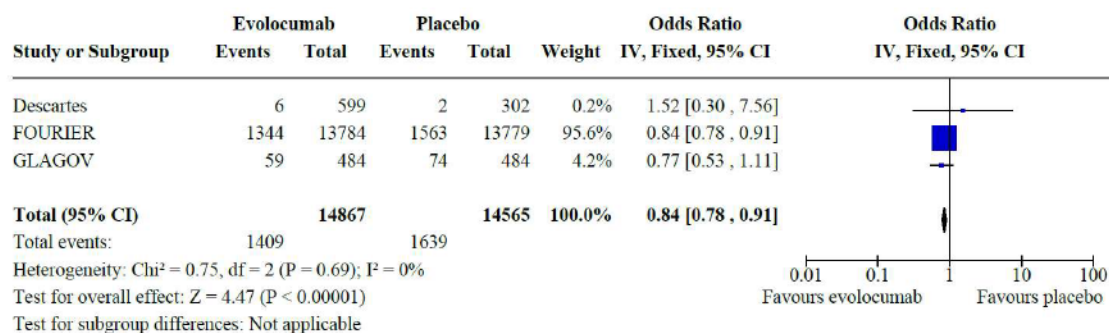 Evolocumab Placebo Odds Ratio Odds Ratio
Study or Subgroup Events Total Events Total Weight IV, Fixed, 95% CI IV, Fixed, 95% CI
Descartes 6 599 2 302 0.2% 1.52 [0.30 , 7.56]
FOURIER 1344 13784 1563 13779 95.6% 0.84 [0.78 , 0.91]
GLAGOV 59 484 74 484 4.2% 0.77 [0.53 , 1.11]
Total (95% CI) 14867 14565 100.0% 0.84 [0.78 , 0.91]
Total events: 1409 1639
Heterogeneity: Chi² = 0.75, df = 2 (P = 0.69); I² = 0%
0.01 0.1 1 10 100
Test for overall effect: Z = 4.47 (P < 0.00001)
Favours evolocumab Favours placebo
Test for subgroup differences: Not applicable